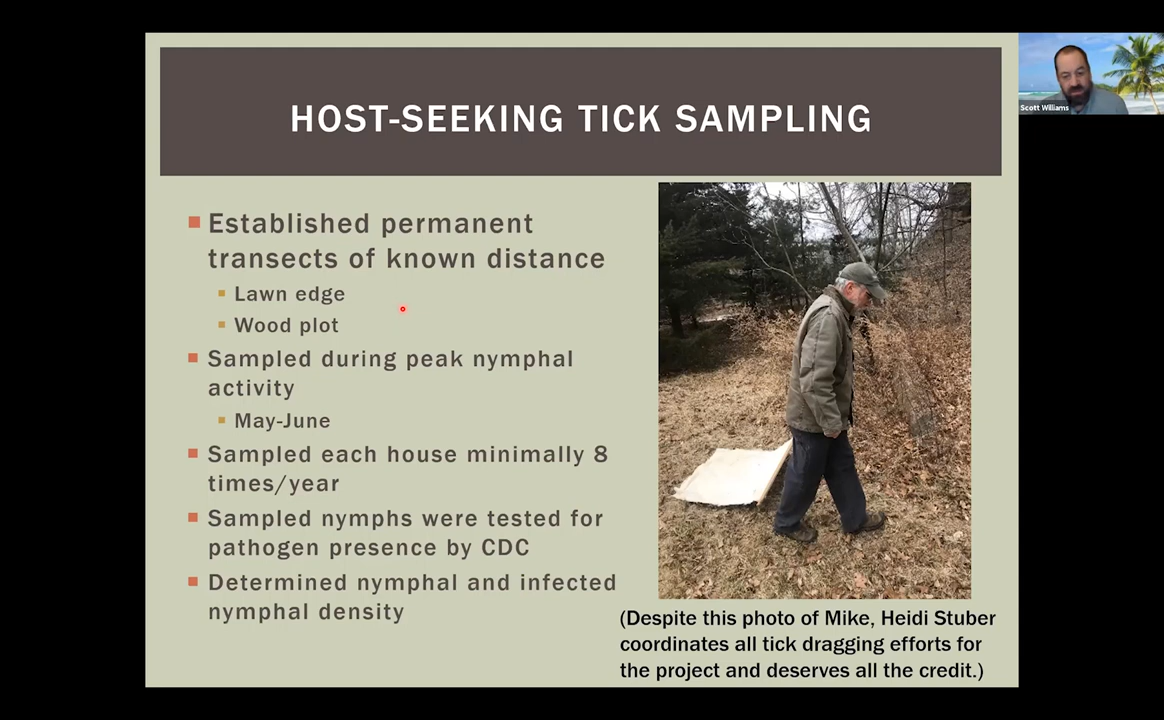 HOST-SEEKING TICK SAMPLING
Scott Williams
Established permanent
transects of known distance
Lawn edge
Wood plot
Sampled during peak nymphal
activity
May-June
Sampled each house minimally 8
times/year
Sampled nymphs were tested for
pathogen presence by CDC
Determined nymphal and infected
nymphal density
(Despite this photo of Mike, Heidi Stuber
coordinates all tick dragging efforts for
the project and deserves all the credit.)